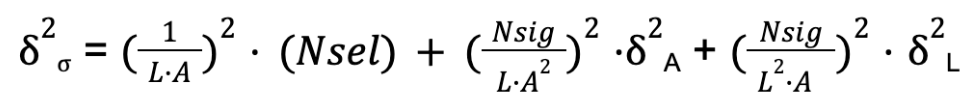 δ²σ = (1/(L·A))² · (Nsel) + (Nsig/(L·A²))² ·δ²A + (Nsig/(L²·A))² · δ²L